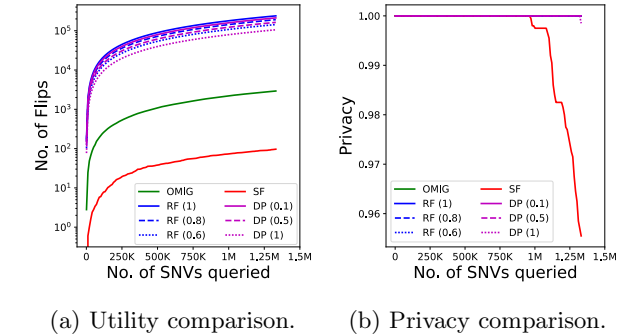 10^5
10^4
10^3
10^2
10^1
10^0
No. of Flips
OMIG SF
RF (1) DP (0.1)
RF (0.8) DP (0.5)
RF (0.6) DP (1)
0 250K 500K 750K 1M 1,25M 1.5M
No. of SNVs queried
(a) Utility comparison.
1.00
0.99
0.98
0.97
0.96
Privacy
OMIG SF
RF (1) DP (0.1)
RF (0.8) DP (0.5)
RF (0.6) DP (1)
0 250K 500K 750K 1M 1,25M 1.5M
No. of SNVs queried
(b) Privacy comparison.